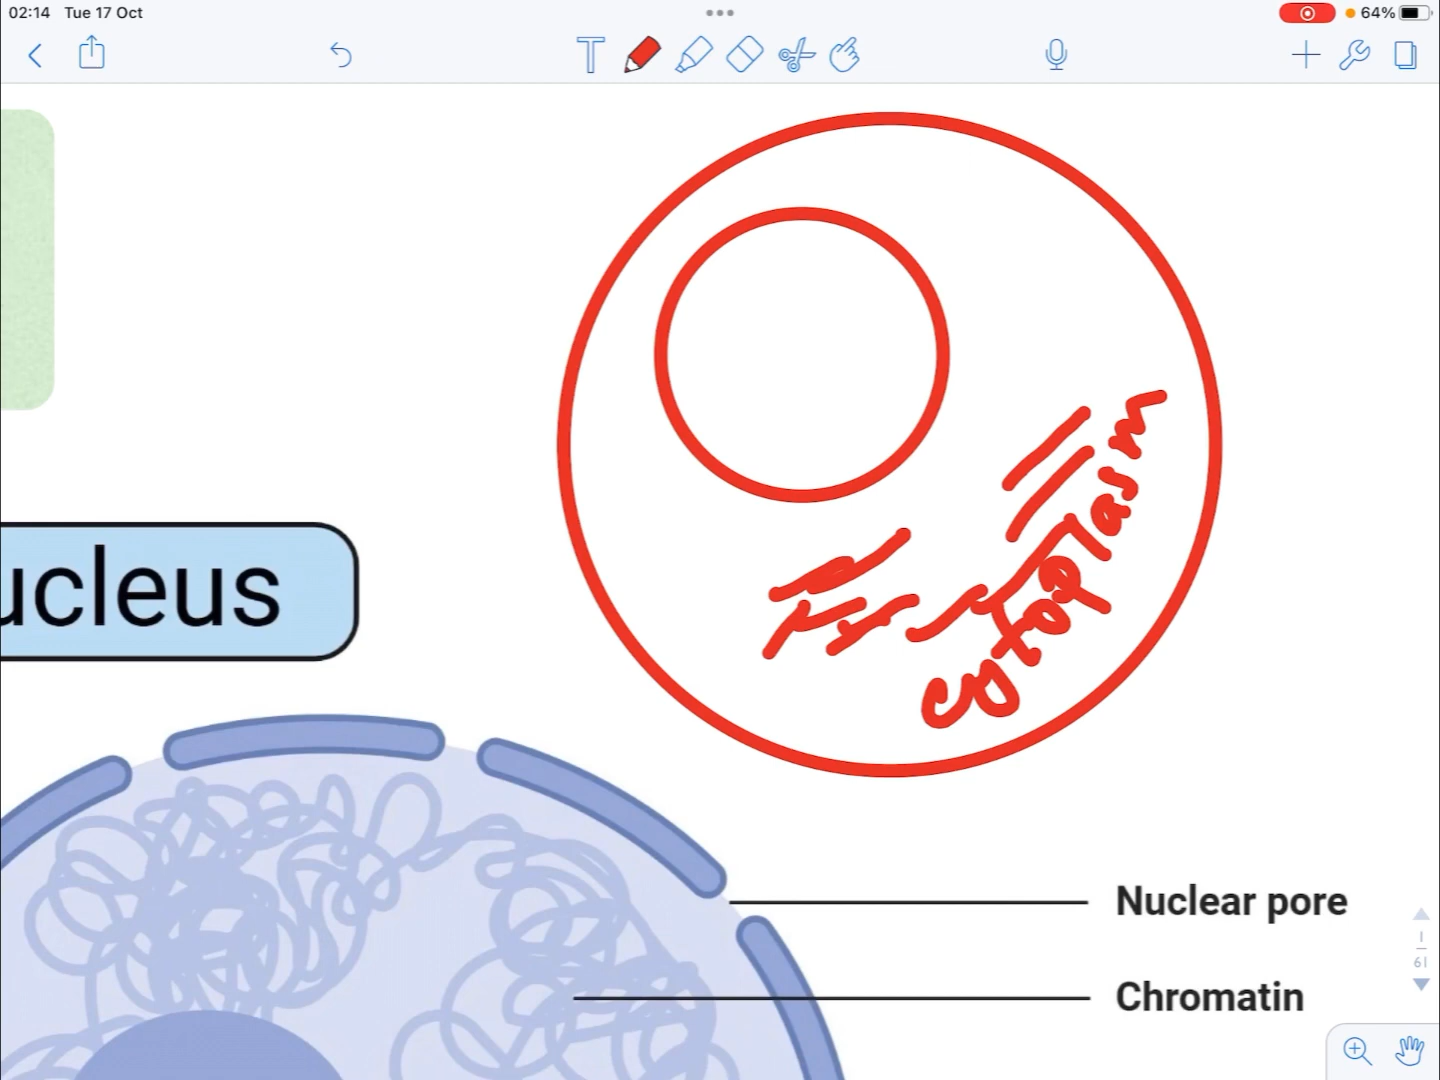 02:14 Tue 17 Oct
64%
T
ucleus
cytoplasm
Nuclear pore
Chromatin
1
61